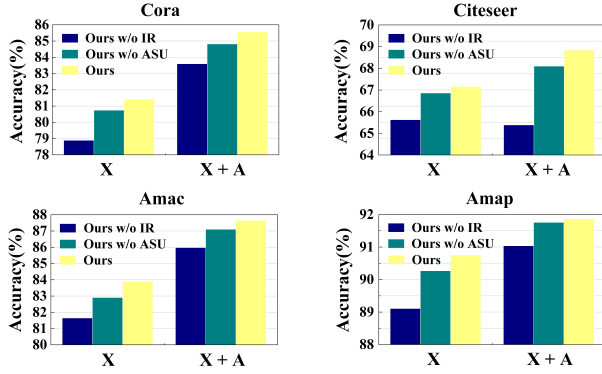 Cora
Accuracy(%)
86
85
84
83
82
81
80
79
78
Ours w/o IR
Ours w/o ASU
Ours
X
X + A
Citeseer
Accuracy(%)
70
69
68
67
66
65
64
Ours w/o IR
Ours w/o ASU
Ours
X
X + A
Amac
Accuracy(%)
88
87
86
85
84
83
82
81
80
Ours w/o IR
Ours w/o ASU
Ours
X
X + A
Amap
Accuracy(%)
92
91
90
89
88
Ours w/o IR
Ours w/o ASU
Ours
X
X + A